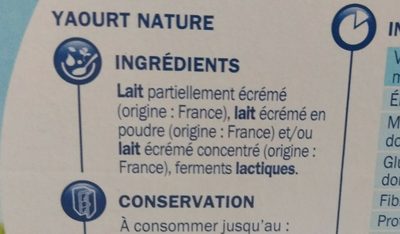 YAOURT NATURE
INGRÉDIENTS
Lait partiellement écrémé
(origine : France), lait écrémé en
poudre (origine : France) et/ou
lait écrémé concentré (origine :
France), ferments lactiques.
CONSERVATION
À consommer jusqu'au :